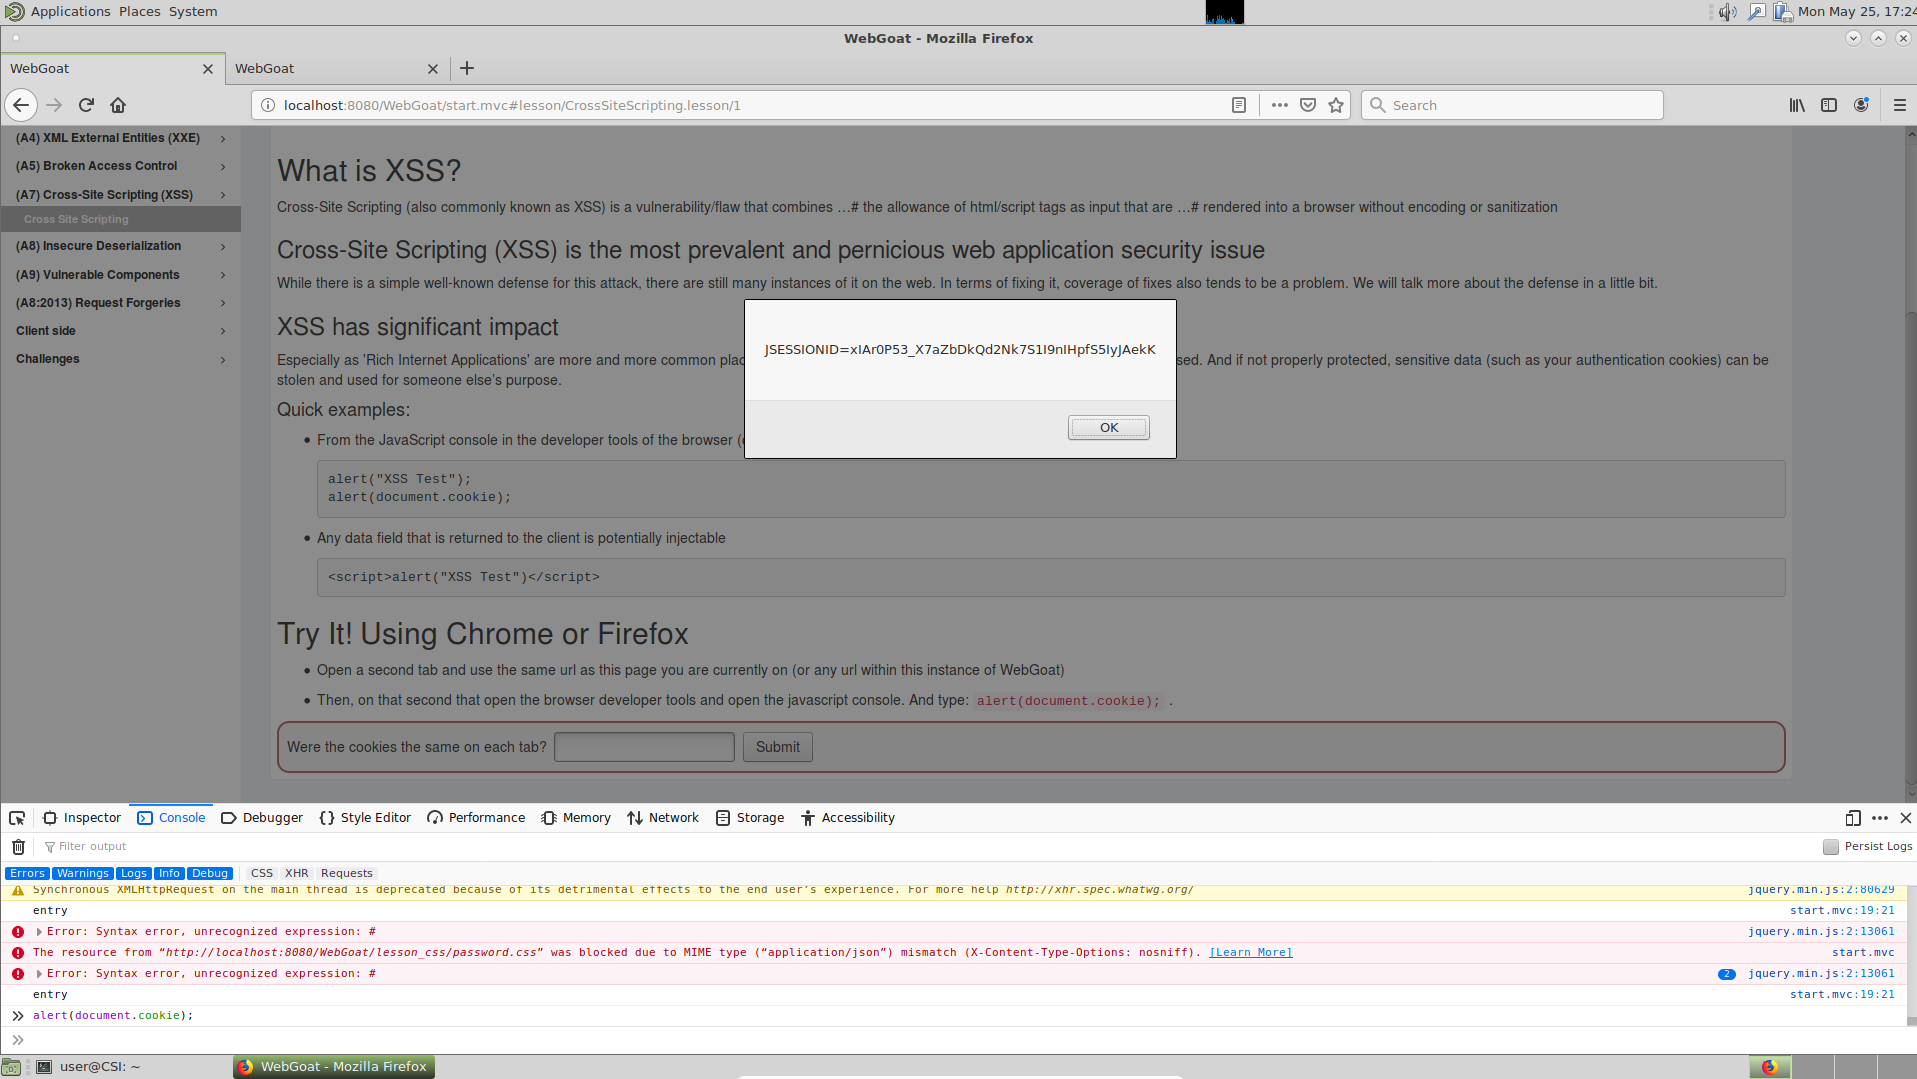 Applications Places System
Mon May 25, 17:24
WebGoat - Mozilla Firefox
WebGoat
WebGoat
localhost:8080/WebGoat/start.mvc#lesson/CrossSiteScripting.lesson/1
Search
(A4) XML External Entities (XXE)
(A5) Broken Access Control
(A7) Cross-Site Scripting (XSS)
Cross Site Scripting
(A8) Insecure Deserialization
(A9) Vulnerable Components
(A8:2013) Request Forgeries
Client side
Challenges
What is XSS?
Cross-Site Scripting (also commonly known as XSS) is a vulnerability/flaw that combines …# the allowance of html/script tags as input that are …# rendered into a browser without encoding or sanitization
Cross-Site Scripting (XSS) is the most prevalent and pernicious web application security issue
While there is a simple well-known defense for this attack, there are still many instances of it on the web. In terms of fixing it, coverage of fixes also tends to be a problem. We will talk more about the defense in a little bit.
XSS has significant impact
Especially as 'Rich Internet Applications' are more and more common plac
sed. And if not properly protected, sensitive data (such as your authentication cookies) can be
stolen and used for someone else's purpose.
Quick examples:
From the JavaScript console in the developer tools of the browser (
alert("XSS Test");
alert(document.cookie);
Any data field that is returned to the client is potentially injectable
<script>alert("XSS Test")</script>
JSESSIONID=xIAr0P53_X7aZbDkQd2Nk7S1I9nIHpfS5IyJAekK
OK
Try It! Using Chrome or Firefox
Open a second tab and use the same url as this page you are currently on (or any url within this instance of WebGoat)
Then, on that second that open the browser developer tools and open the javascript console. And type: alert(document.cookie); .
Were the cookies the same on each tab? Submit
Inspector Console Debugger Style Editor Performance Memory Network Storage Accessibility
Filter output
Persist Logs
Errors Warnings Logs Info Debug CSS XHR Requests
Synchronous XMLHttpRequest on the main thread is deprecated because of its detrimental effects to the end user's experience. For more help http://xhr.spec.whatwg.org/ jquery.min.js:2:80629
entry start.mvc:19:21
Error: Syntax error, unrecognized expression: # jquery.min.js:2:13061
The resource from “http://localhost:8080/WebGoat/lesson_css/password.css” was blocked due to MIME type (“application/json”) mismatch (X-Content-Type-Options: nosniff). [Learn More] start.mvc
Error: Syntax error, unrecognized expression: # 2 jquery.min.js:2:13061
entry start.mvc:19:21
alert(document.cookie);
user@CSI: ~
WebGoat - Mozilla Firefox